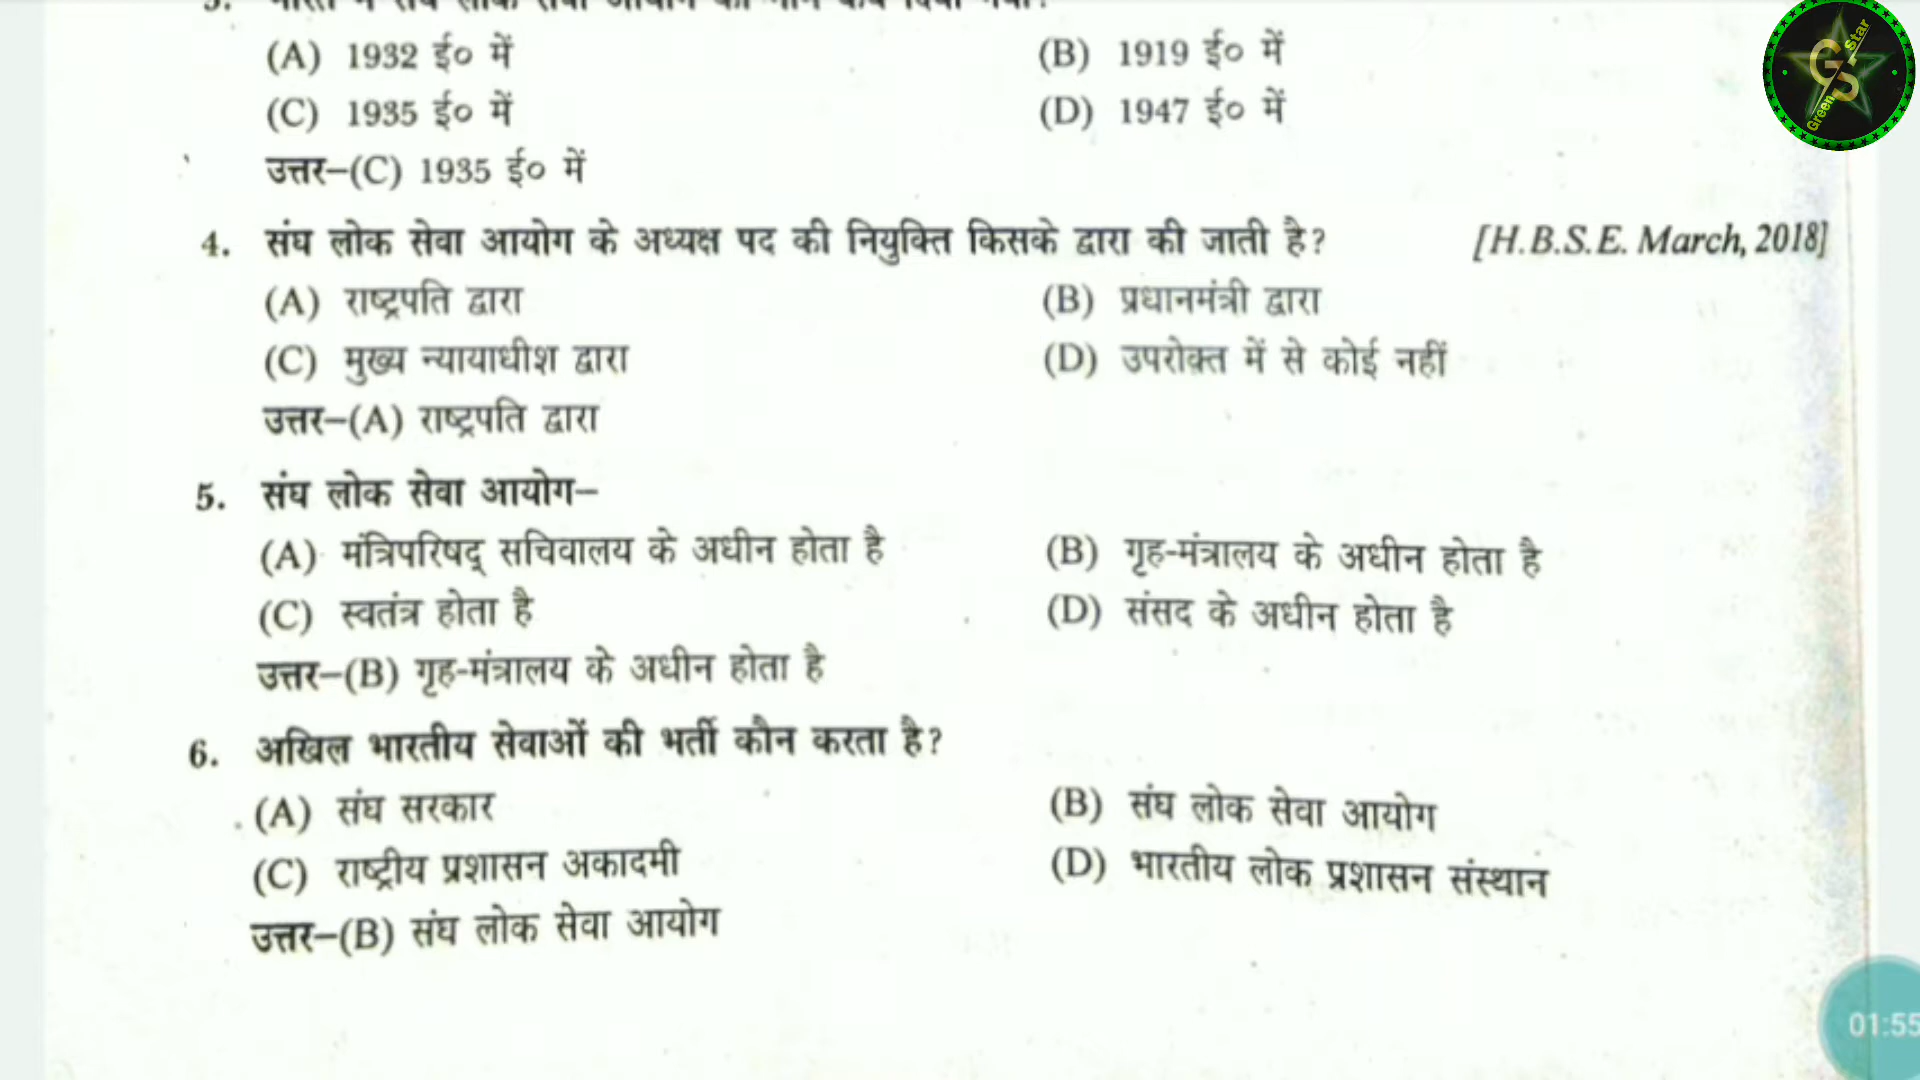 (A) 1932 ई० में (B) 1919 ई० में
(C) 1935 ई० में (D) 1947 ई० में
उत्तर–(C) 1935 ई० में
4. संघ लोक सेवा आयोग के अध्यक्ष पद की नियुक्ति किसके द्वारा की जाती है? [H.B.S.E. March, 2018]
(A) राष्ट्रपति द्वारा (B) प्रधानमंत्री द्वारा
(C) मुख्य न्यायाधीश द्वारा (D) उपरोक्त में से कोई नहीं
उत्तर–(A) राष्ट्रपति द्वारा
5. संघ लोक सेवा आयोग–
(A) मंत्रिपरिषद् सचिवालय के अधीन होता है (B) गृह-मंत्रालय के अधीन होता है
(C) स्वतंत्र होता है (D) संसद के अधीन होता है
उत्तर–(B) गृह-मंत्रालय के अधीन होता है
6. अखिल भारतीय सेवाओं की भर्ती कौन करता है?
(A) संघ सरकार (B) संघ लोक सेवा आयोग
(C) राष्ट्रीय प्रशासन अकादमी (D) भारतीय लोक प्रशासन संस्थान
उत्तर–(B) संघ लोक सेवा आयोग
GS
Green star
01:55